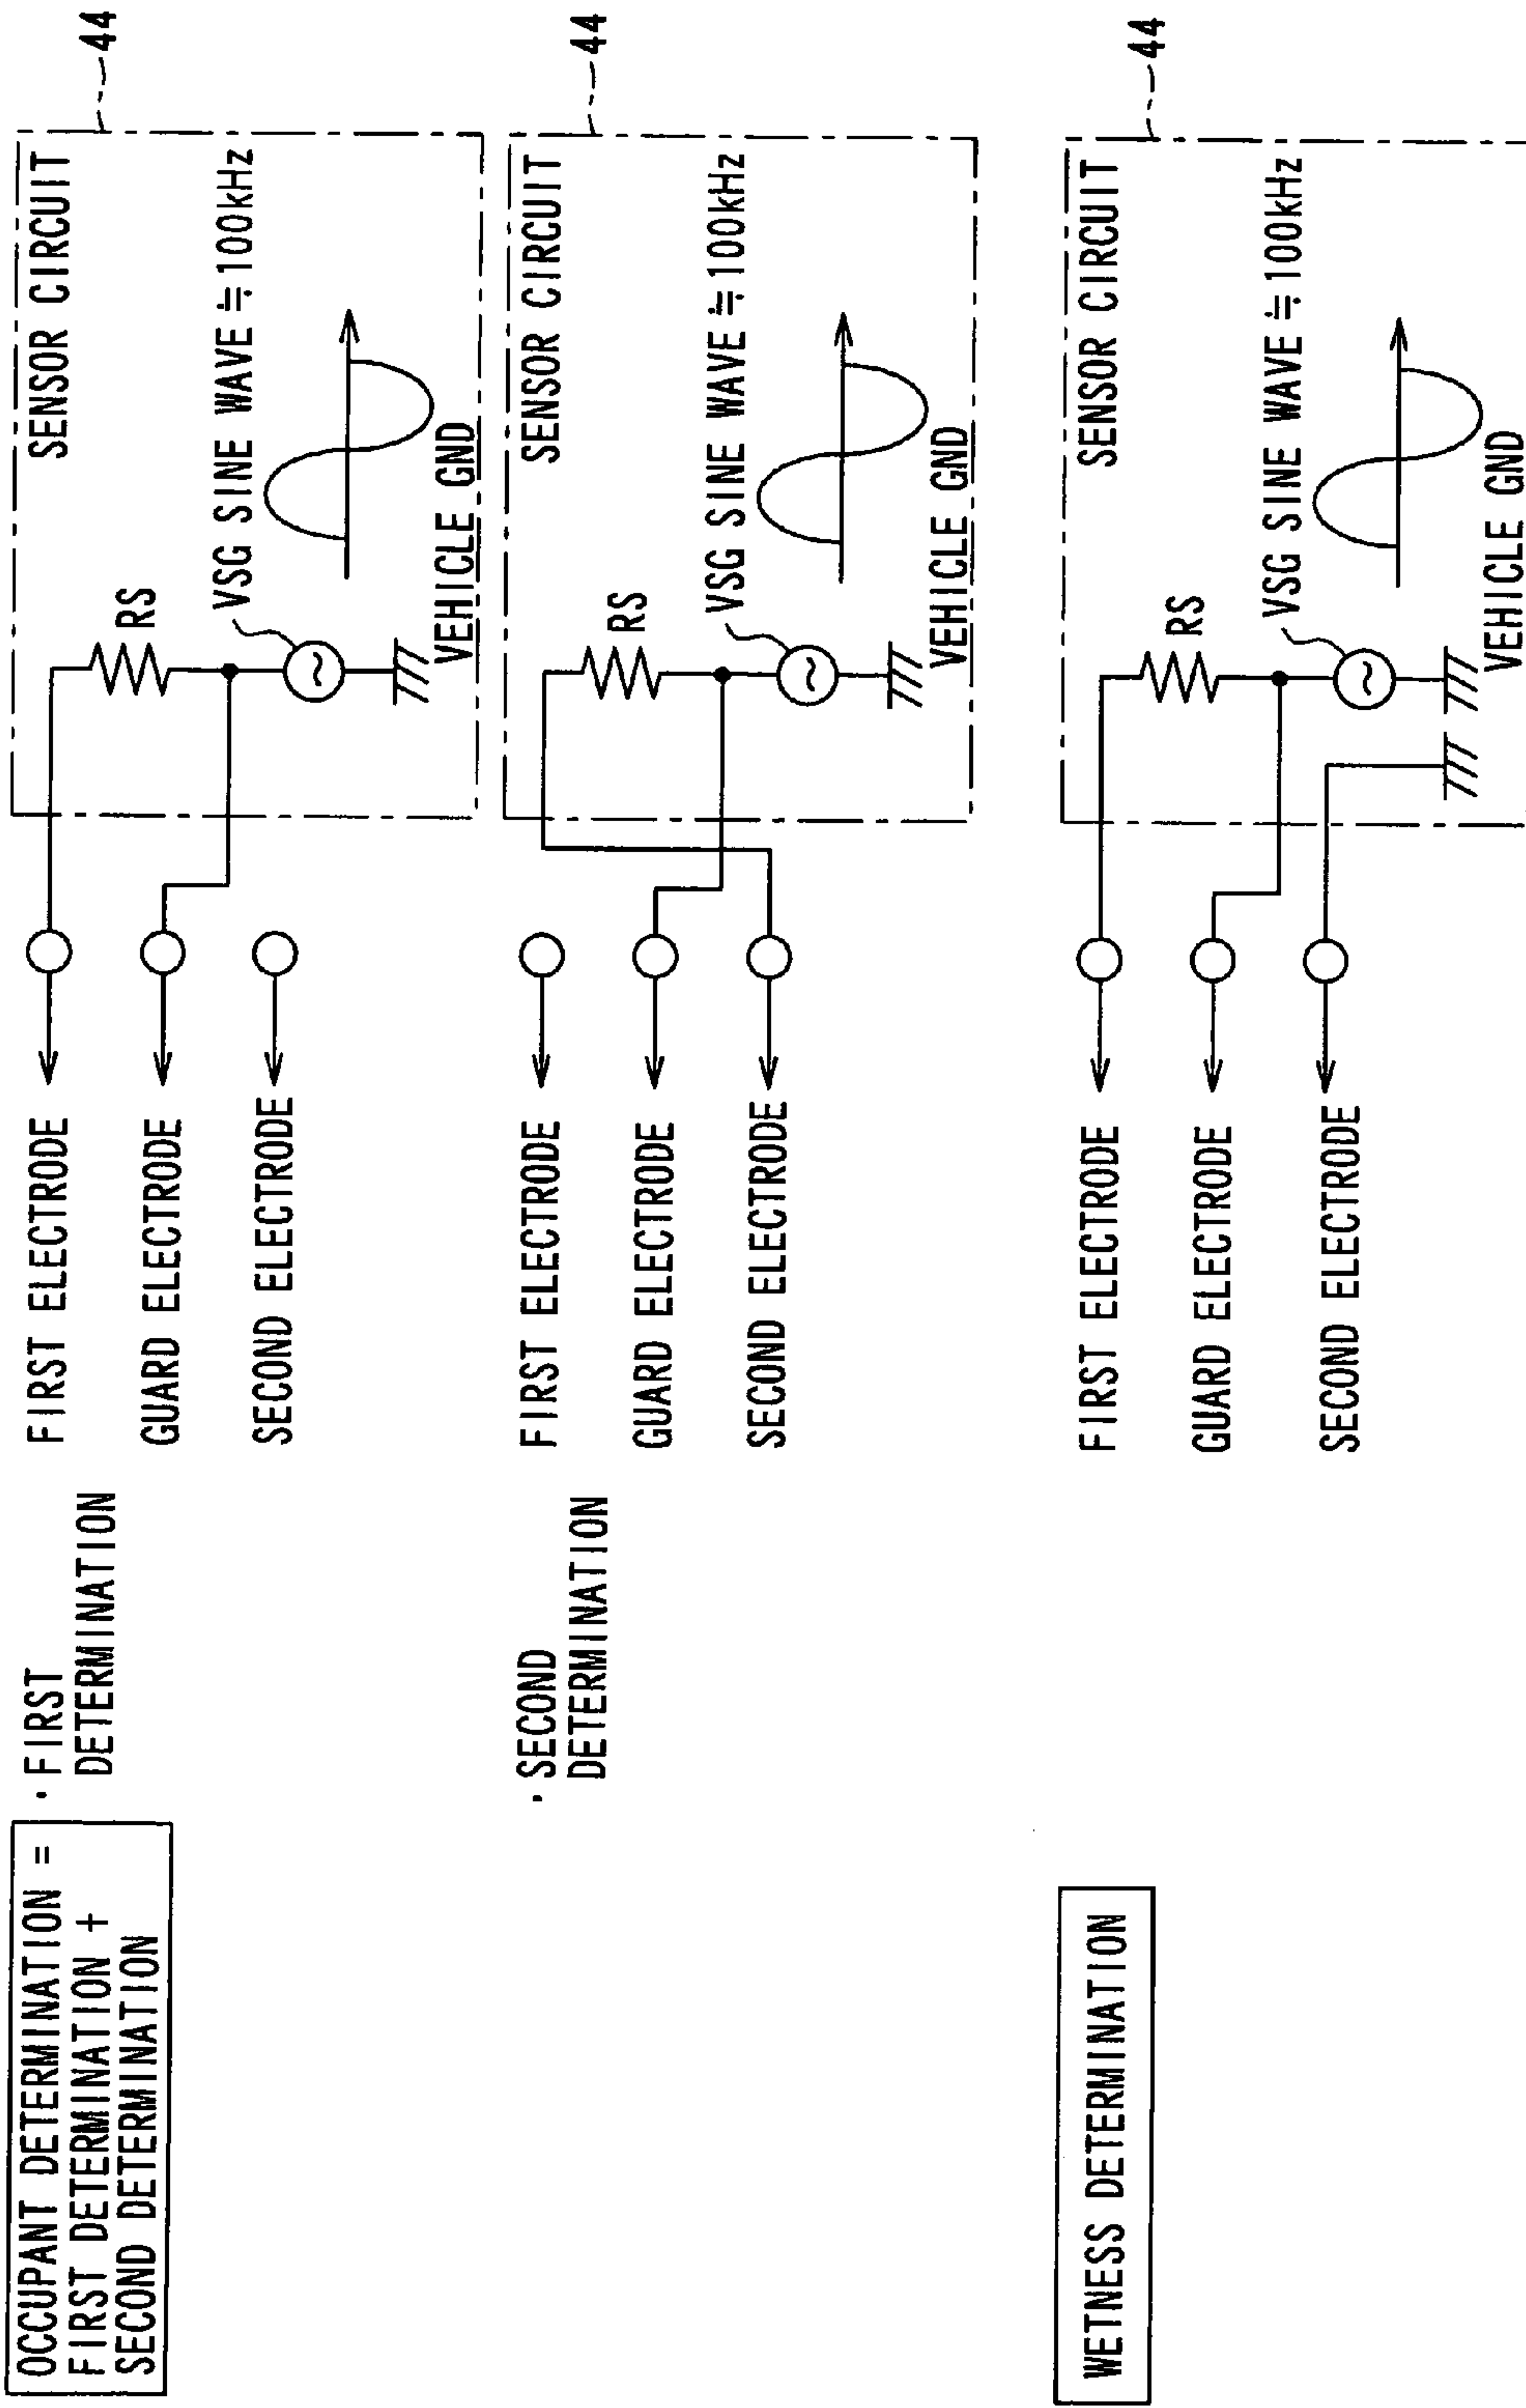 OCCUPANT DETERMINATION =
FIRST DETERMINATION +
SECOND DETERMINATION
・FIRST
DETERMINATION
FIRST ELECTRODE
GUARD ELECTRODE
SECOND ELECTRODE
SENSOR CIRCUIT
RS
VSG SINE WAVE≒100kHz
~
VEHICLE GND
44
・SECOND
DETERMINATION
FIRST ELECTRODE
GUARD ELECTRODE
SECOND ELECTRODE
SENSOR CIRCUIT
RS
VSG SINE WAVE≒100kHz
~
VEHICLE GND
44
WETNESS DETERMINATION
FIRST ELECTRODE
GUARD ELECTRODE
SECOND ELECTRODE
SENSOR CIRCUIT
RS
VSG SINE WAVE≒100kHz
~
VEHICLE GND
44